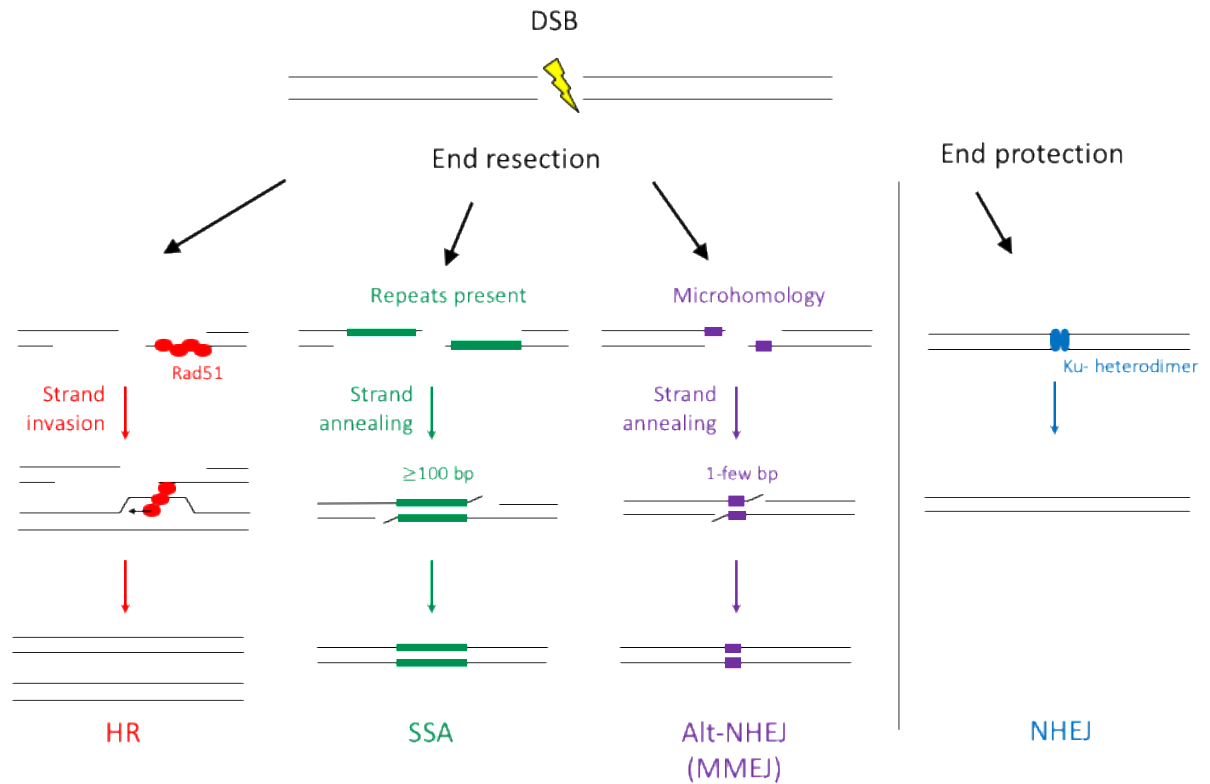 DSB
End resection
End protection
Repeats present
Microhomology
Rad51
Ku- heterodimer
Strand
invasion
Strand
annealing
Strand
annealing
≥100 bp
1-few bp
HR
SSA
Alt-NHEJ
(MMEJ)
NHEJ